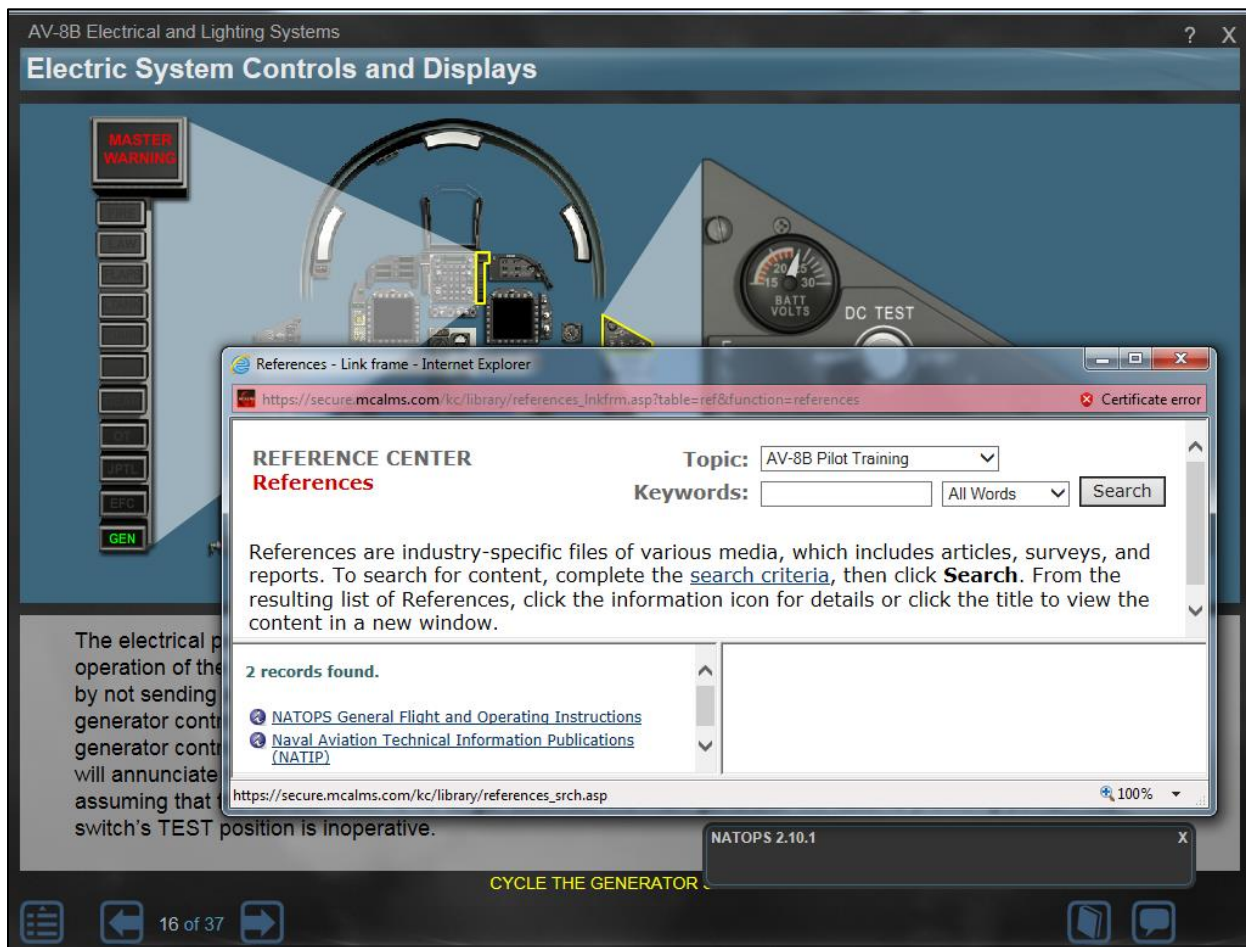 AV-8B Electrical and Lighting Systems
? X
Electric System Controls and Displays
MASTER
WARNING
FIRE
LAW
FLAPS
OT
JPTL
EFC
GEN
15 20 25 30
BATT
VOLTS
DC TEST
References - Link frame - Internet Explorer
https://secure.mcalms.com/kc/library/references_lnkfrm.asp?table=ref&function=references
Certificate error
REFERENCE CENTER
References
Topic: AV-8B Pilot Training
Keywords: All Words Search
References are industry-specific files of various media, which includes articles, surveys, and
reports. To search for content, complete the search criteria, then click Search. From the
resulting list of References, click the information icon for details or click the title to view the
content in a new window.
2 records found.
NATOPS General Flight and Operating Instructions
Naval Aviation Technical Information Publications
(NATIP)
https://secure.mcalms.com/kc/library/references_srch.asp
100%
The electrical p
operation of the
by not sending
generator contr
generator contr
will annunciate
assuming that t
switch's TEST position is inoperative.
NATOPS 2.10.1 X
CYCLE THE GENERATOR
16 of 37